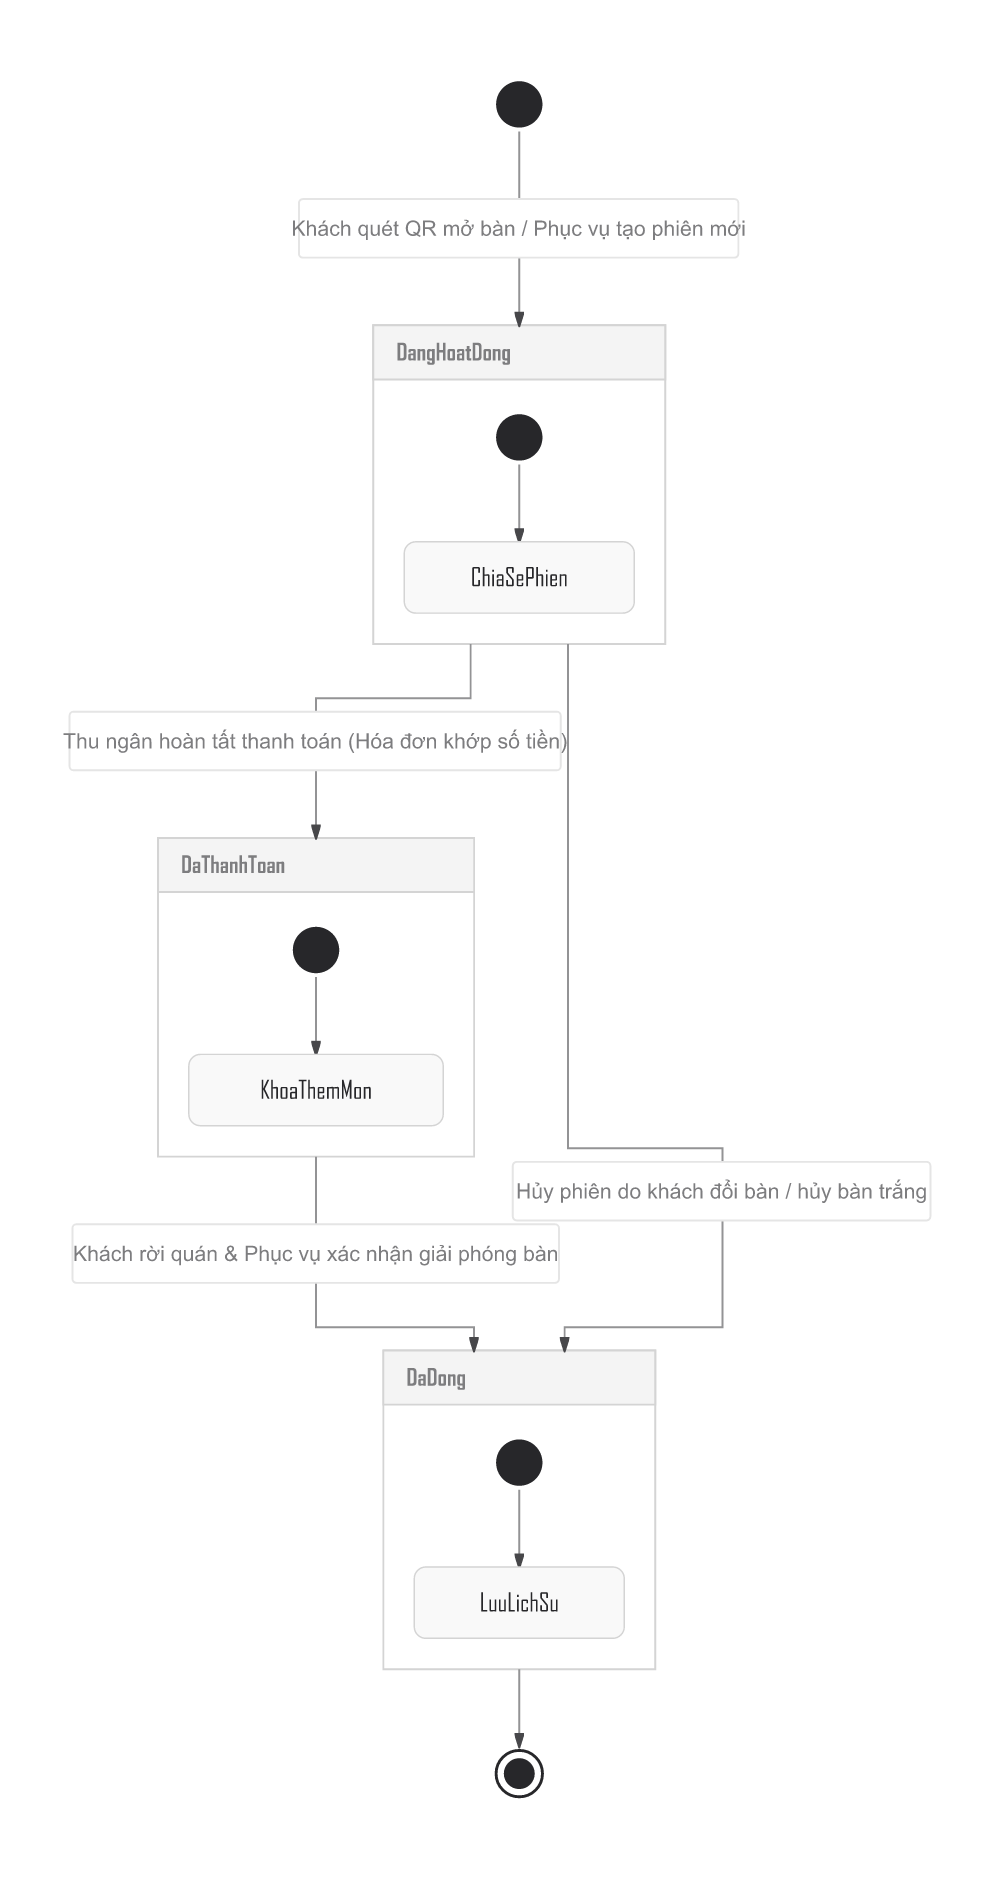 Khách quét QR mở bàn / Phục vụ tạo phiên mới
DangHoatDong
ChiaSePhien
Thu ngân hoàn tất thanh toán (Hóa đơn khớp số tiền)
DaThanhToan
KhoaThemMon
Hủy phiên do khách đổi bàn / hủy bàn trắng
Khách rời quán & Phục vụ xác nhận giải phóng bàn
DaDong
LuuLichSu